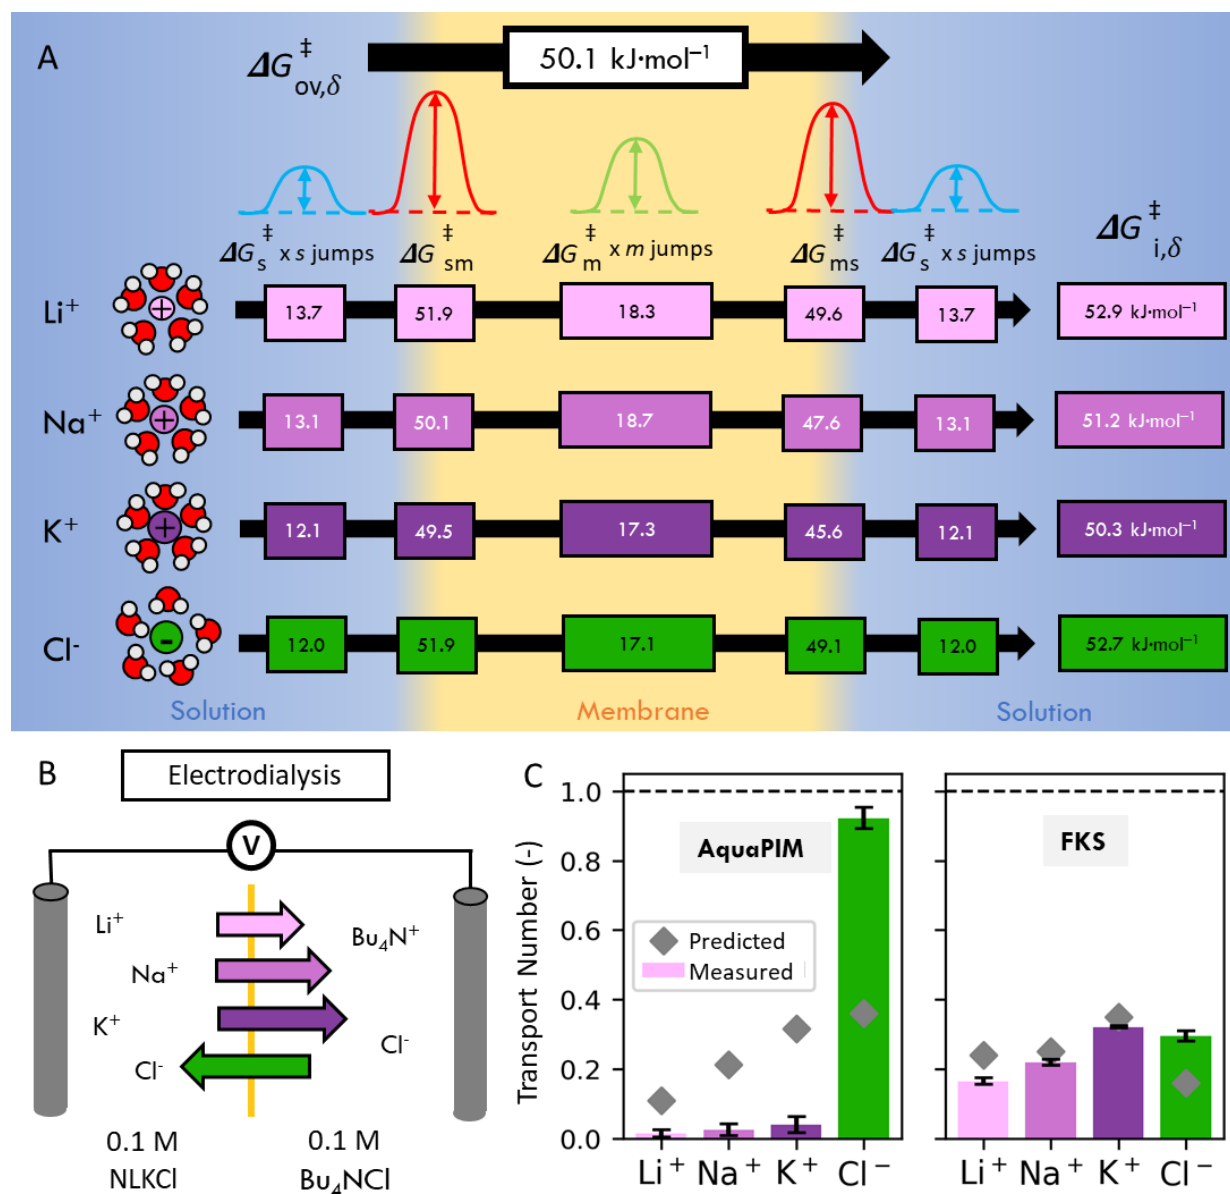 A
ΔG‡ov,δ
50.1 kJ·mol⁻¹
ΔG‡s x s jumps
ΔG‡sm
ΔG‡m x m jumps
ΔG‡ms
ΔG‡s x s jumps
ΔG‡i,δ
Li⁺ + 13.7 51.9 18.3 49.6 13.7 52.9 kJ·mol⁻¹
Na⁺ + 13.1 50.1 18.7 47.6 13.1 51.2 kJ·mol⁻¹
K⁺ + 12.1 49.5 17.3 45.6 12.1 50.3 kJ·mol⁻¹
Cl⁻ - 12.0 51.9 17.1 49.1 12.0 52.7 kJ·mol⁻¹
Solution Membrane Solution
B
Electrodialysis
V
Li⁺
Bu₄N⁺
Na⁺
K⁺
Cl⁻
Cl⁻
0.1 M
NLKCl
0.1 M
Bu₄NCl
C
Transport Number (-)
1.0
0.8
0.6
0.4
0.2
0.0
AquaPIM
Predicted
Measured
Li⁺ Na⁺ K⁺ Cl⁻
FKS
Li⁺ Na⁺ K⁺ Cl⁻